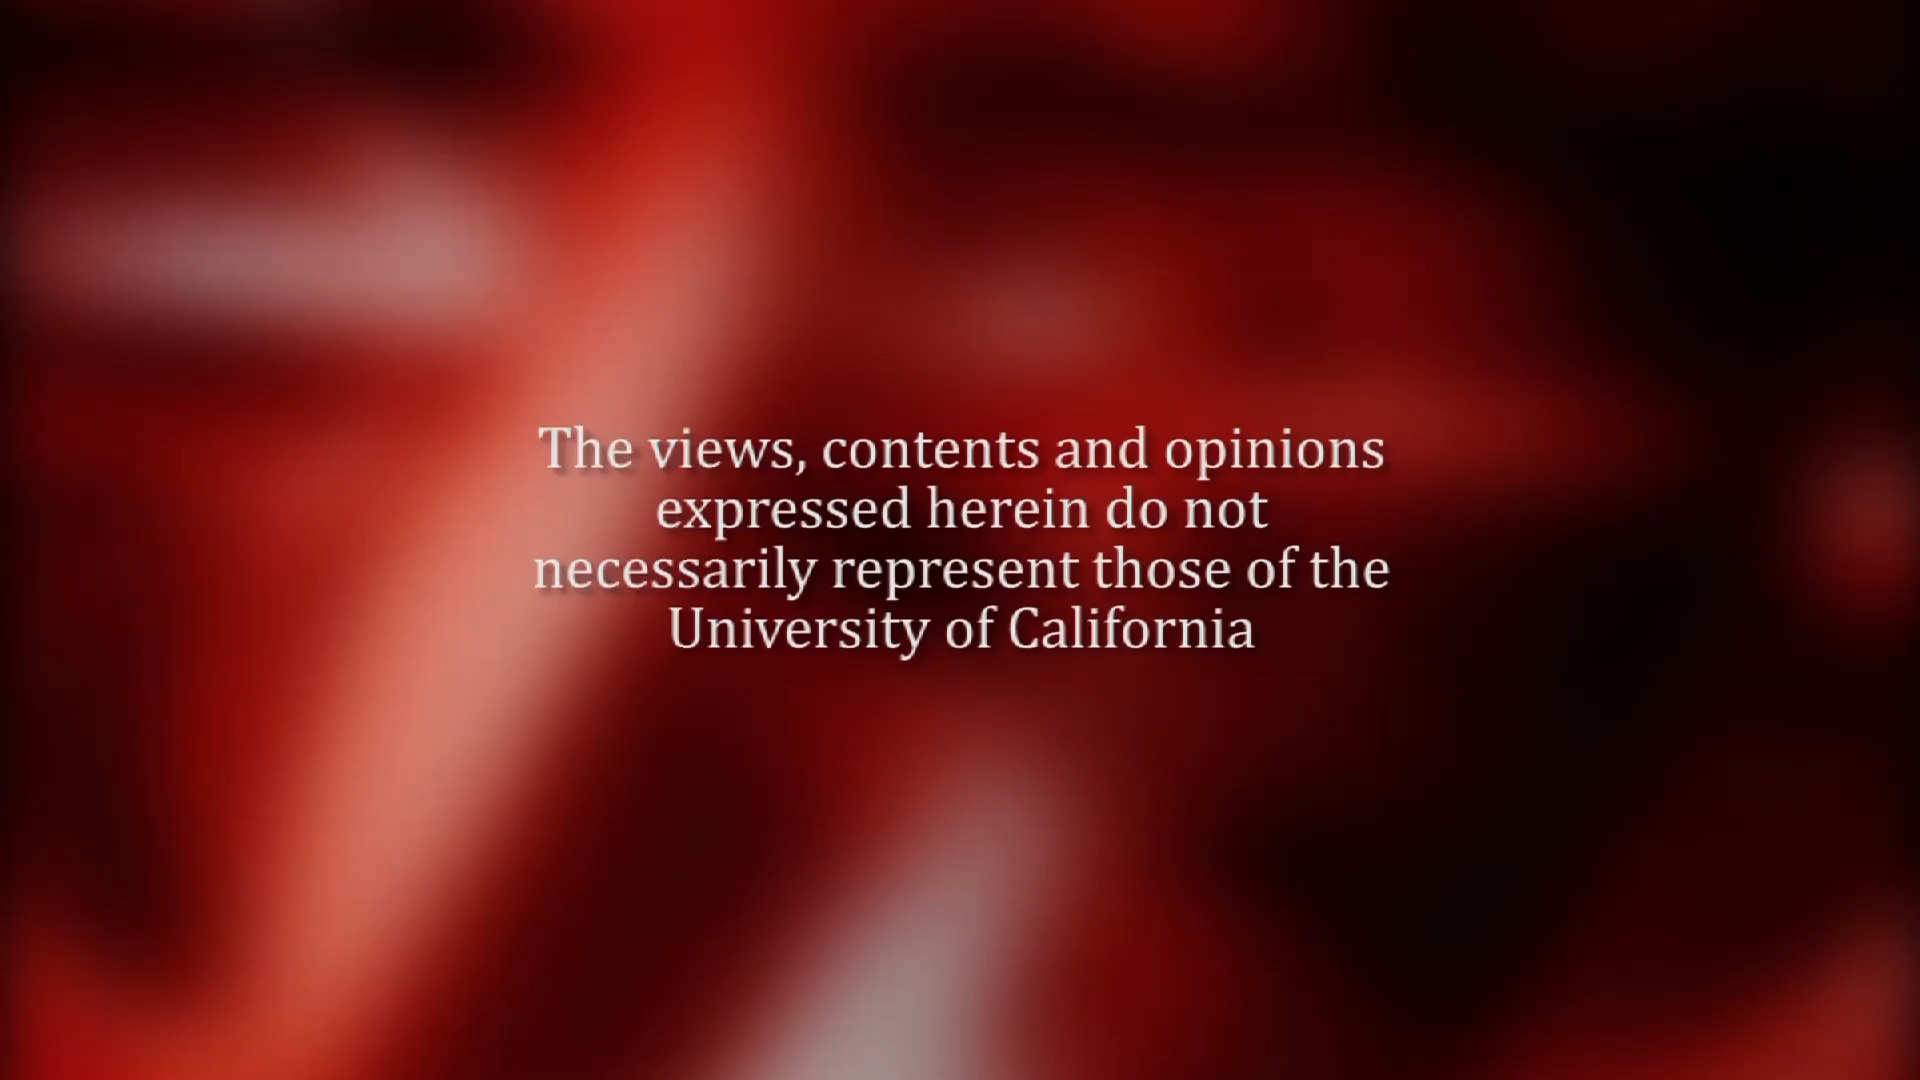 The views, contents and opinions
expressed herein do not
necessarily represent those of the
University of California